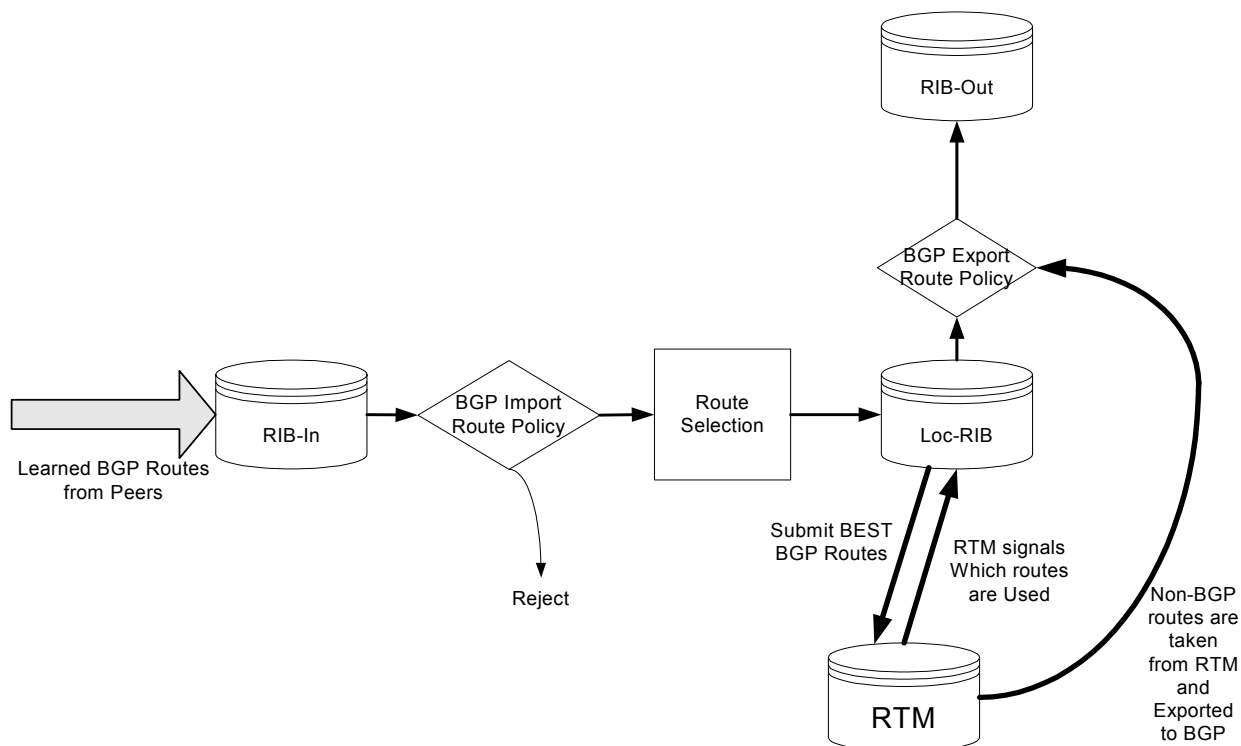 RIB-Out
BGP Export
Route Policy
RIB-In
BGP Import
Route Policy
Route
Selection
Loc-RIB
Learned BGP Routes
from Peers
Reject
Submit BEST
BGP Routes
RTM signals
Which routes
are Used
Non-BGP
routes are
taken
from RTM
and
Exported
to BGP
RTM